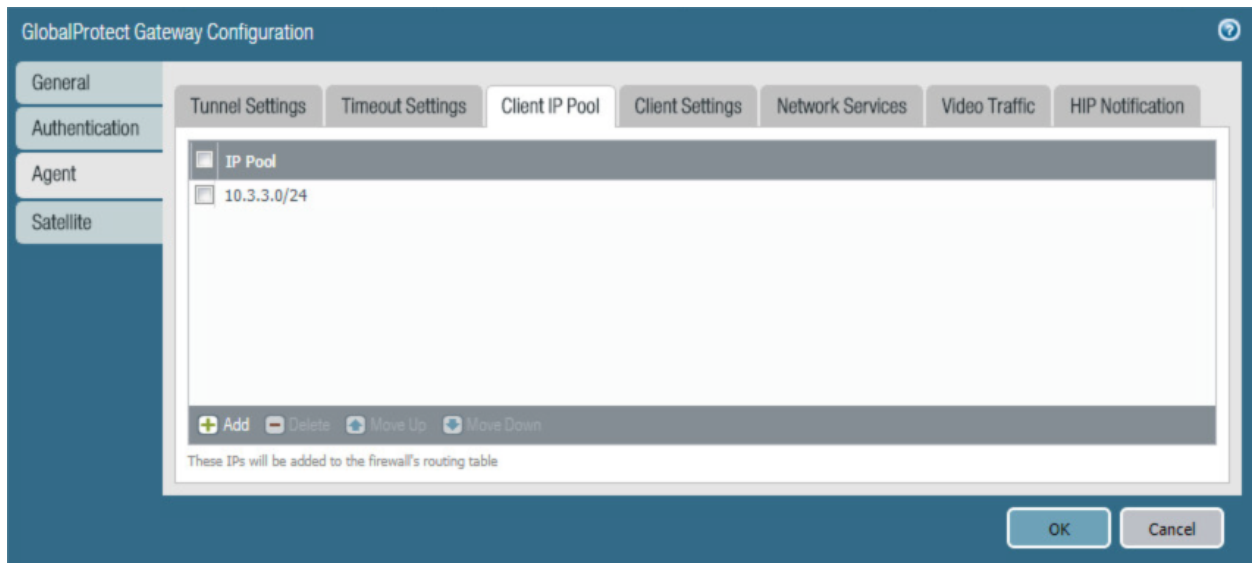 GlobalProtect Gateway Configuration
General
Authentication
Agent
Satellite
Tunnel Settings Timeout Settings Client IP Pool Client Settings Network Services Video Traffic HIP Notification
IP Pool
10.3.3.0/24
Add Delete Move Up Move Down
These IPs will be added to the firewall's routing table
OK Cancel